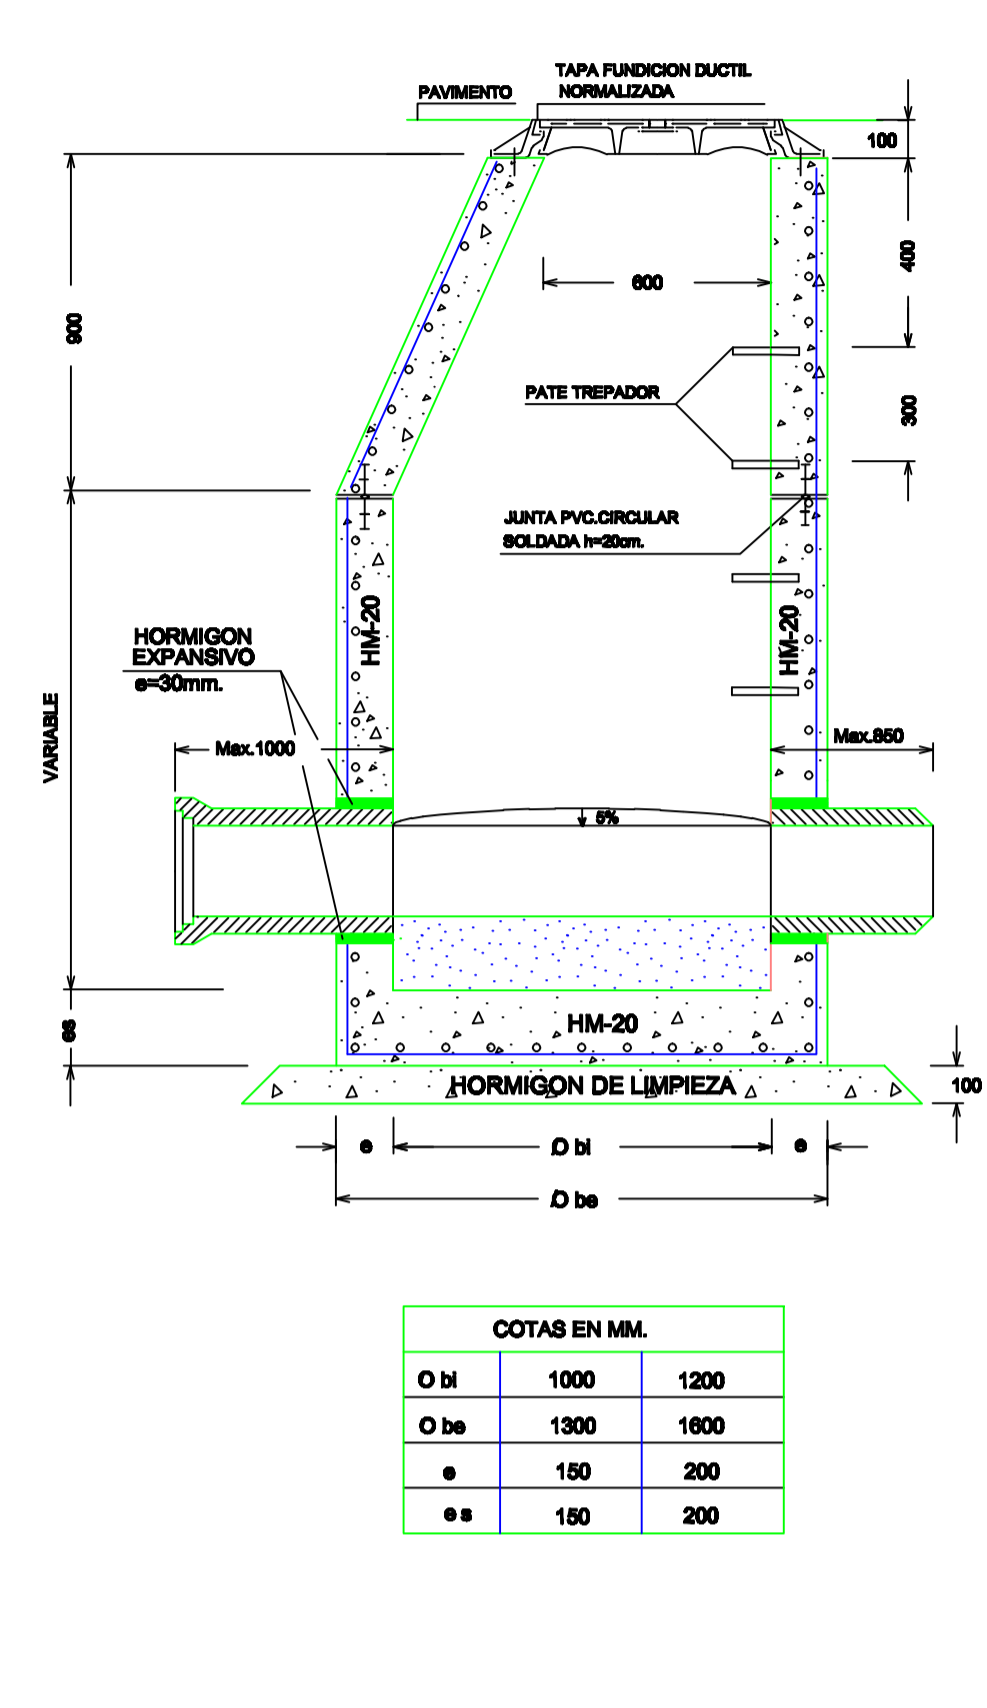 TAPA FUNDICION DUCTIL
NORMALIZADA
PAVIMENTO
100
400
600
900
300
PATE TREPADOR
JUNTA PVC.CIRCULAR
SOLDADA h=20cm.
HM-20
HM-20
HORMIGON
EXPANSIVO
e=30mm.
VARIABLE
Max.1000
Max.850
5%
es
HM-20
HORMIGON DE LIMPIEZA
100
e
Ø bi
e
Ø be
COTAS EN MM.
O bi 1000 1200
O be 1300 1600
e 150 200
e s 150 200